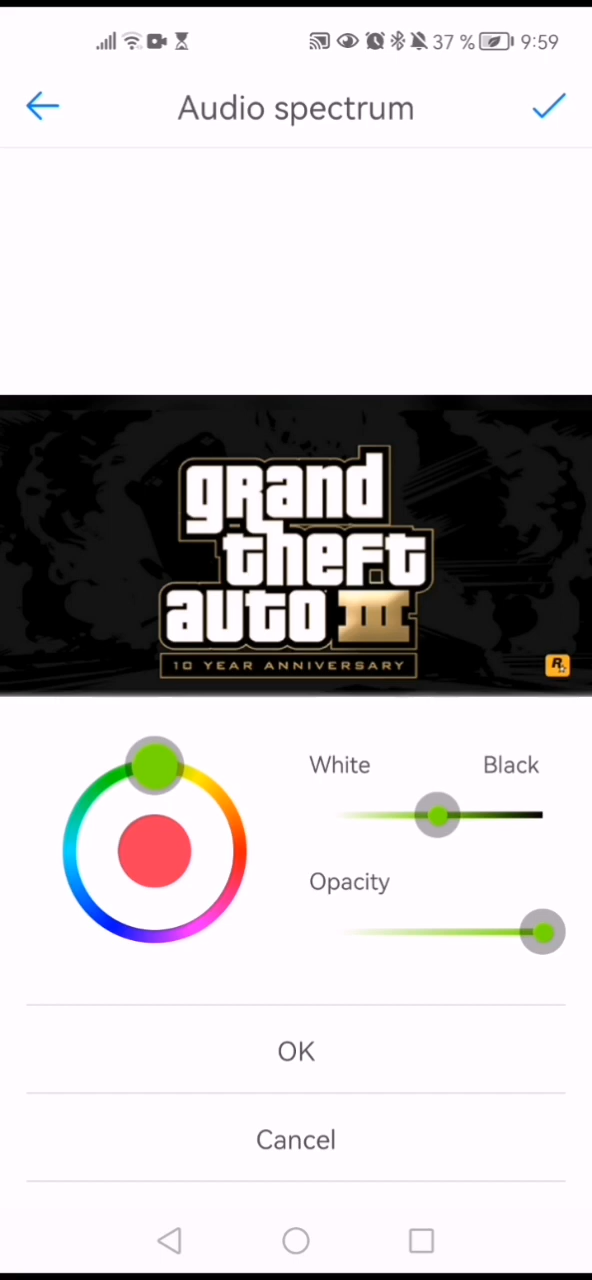 37 % 9:59
Audio spectrum
grand
theft
auto III
10 YEAR ANNIVERSARY
R
White Black
Opacity
OK
Cancel